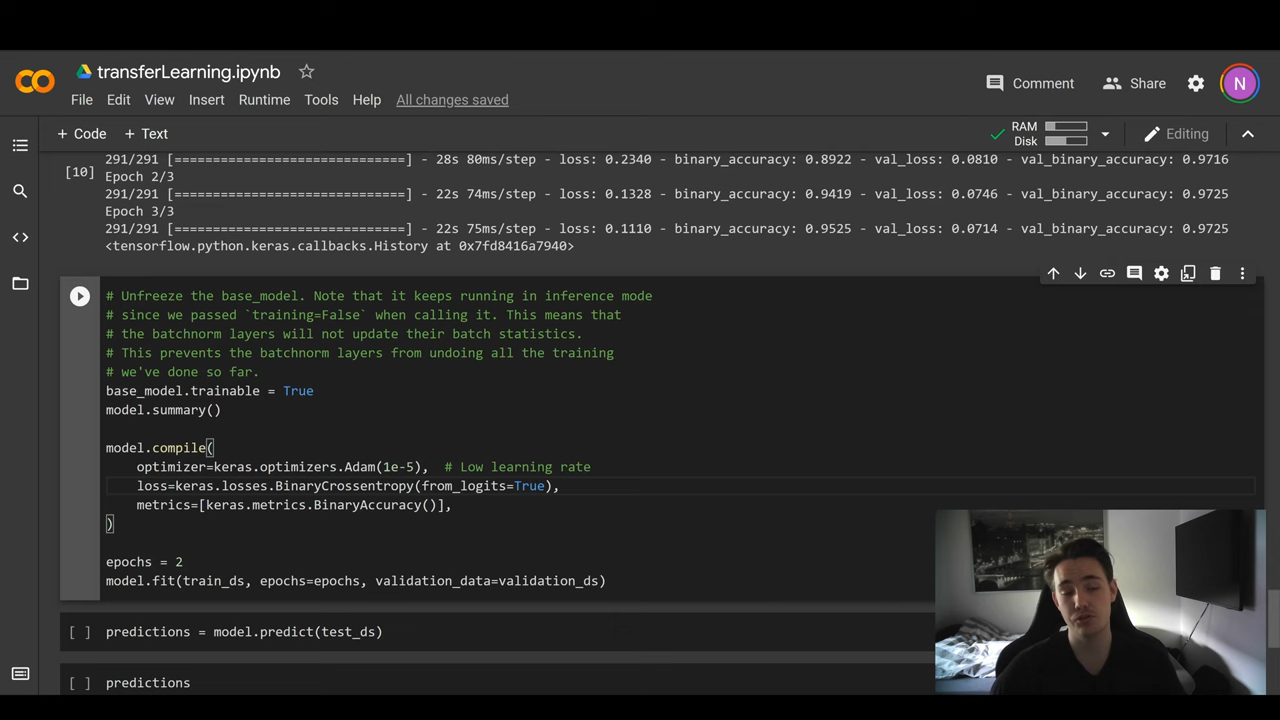 transferLearning.ipynb
File Edit View Insert Runtime Tools Help All changes saved
Comment
Share
N
+ Code + Text
RAM
Disk
Editing
291/291 [==============================] - 28s 80ms/step - loss: 0.2340 - binary_accuracy: 0.8922 - val_loss: 0.0810 - val_binary_accuracy: 0.9716
[10]
Epoch 2/3
291/291 [==============================] - 22s 74ms/step - loss: 0.1328 - binary_accuracy: 0.9419 - val_loss: 0.0746 - val_binary_accuracy: 0.9725
Epoch 3/3
291/291 [==============================] - 22s 75ms/step - loss: 0.1110 - binary_accuracy: 0.9525 - val_loss: 0.0714 - val_binary_accuracy: 0.9725
<tensorflow.python.keras.callbacks.History at 0x7fd8416a7940>
# Unfreeze the base_model. Note that it keeps running in inference mode
# since we passed `training=False` when calling it. This means that
# the batchnorm layers will not update their batch statistics.
# This prevents the batchnorm layers from undoing all the training
# we've done so far.
base_model.trainable = True
model.summary()
model.compile(
optimizer=keras.optimizers.Adam(1e-5), # Low learning rate
loss=keras.losses.BinaryCrossentropy(from_logits=True),
metrics=[keras.metrics.BinaryAccuracy()],
)
epochs = 2
model.fit(train_ds, epochs=epochs, validation_data=validation_ds)
[ ] predictions = model.predict(test_ds)
[ ] predictions